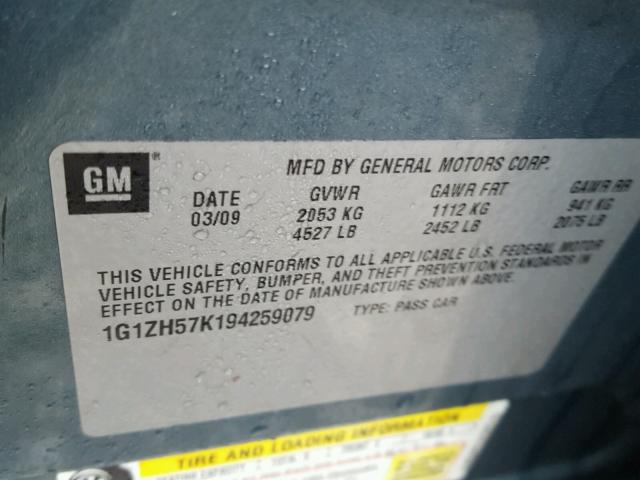 GM
MFD BY GENERAL MOTORS CORP.
DATE GVWR GAWR FRT GAWR RR
03/09 2053 KG 1112 KG 941 KG
4527 LB 2452 LB 2075 LB
THIS VEHICLE CONFORMS TO ALL APPLICABLE U.S. FEDERAL MOTOR
VEHICLE SAFETY, BUMPER, AND THEFT PREVENTION STANDARDS IN
EFFECT ON THE DATE OF MANUFACTURE SHOWN ABOVE.
1G1ZH57K194259079 TYPE: PASS CAR
TIRE AND LOADING INFORMATION
SEATING CAPACITY TOTAL